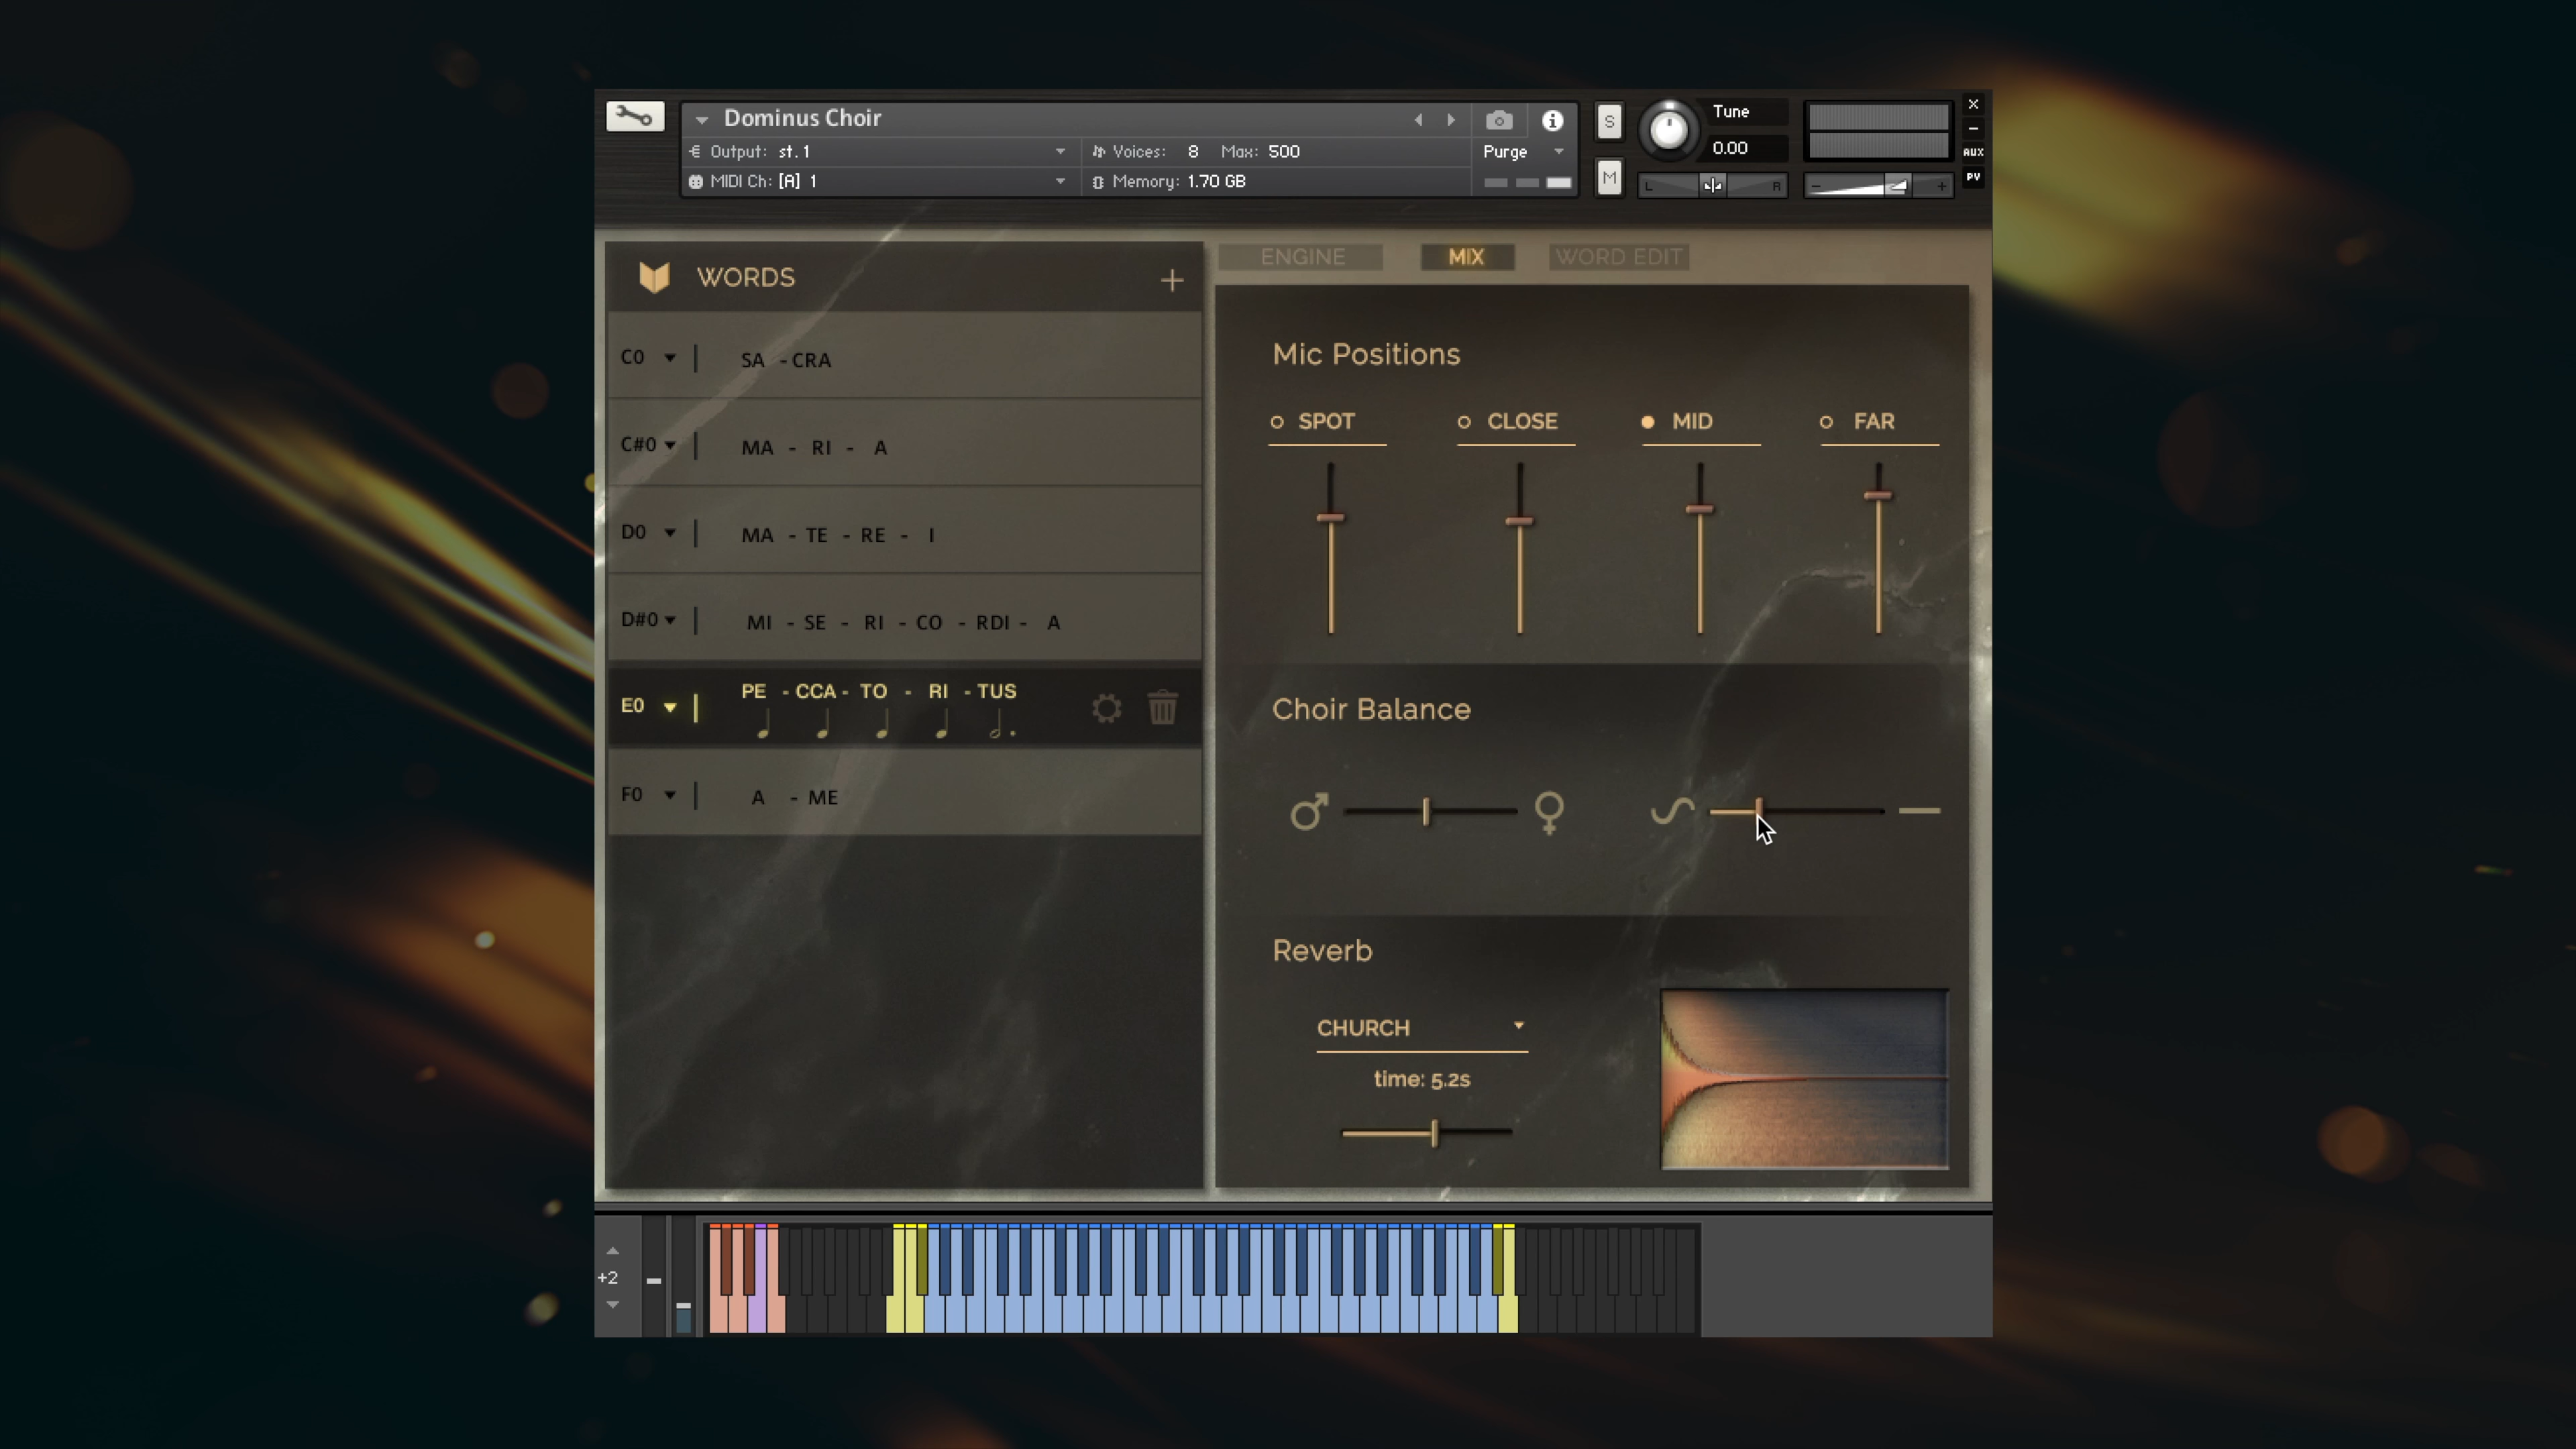 Dominus Choir
Output: st.1
Voices: 8 Max: 500
Purge
MIDI Ch: [A] 1
Memory: 1.70 GB
S
M
Tune
0.00
L R
- +
x
-
AUX
PV
WORDS +
C0 | SA - CRA
C#0 | MA - RI - A
D0 | MA - TE - RE - I
D#0 | MI - SE - RI - CO - RDI - A
E0 | PE - CCA - TO - RI - TUS
F0 | A - ME
ENGINE MIX WORD EDIT
Mic Positions
SPOT CLOSE MID FAR
Choir Balance
♂ ♀
Reverb
CHURCH
time: 5.2s
+2